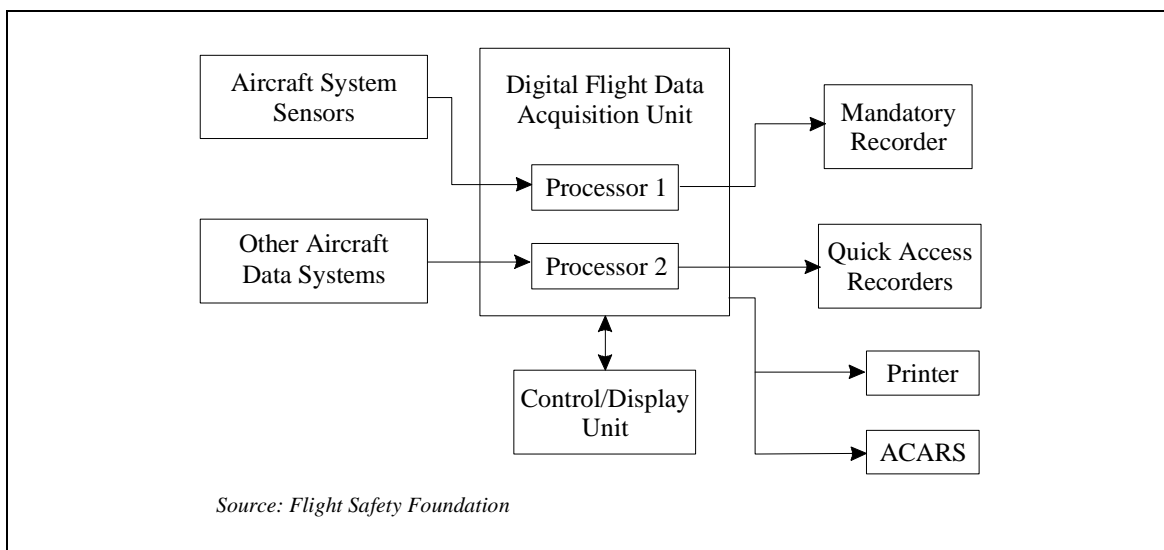 Aircraft System
Sensors
Digital Flight Data
Acquisition Unit
Mandatory
Recorder
Processor 1
Other Aircraft
Data Systems
Processor 2
Quick Access
Recorders
Control/Display
Unit
Printer
ACARS
Source: Flight Safety Foundation